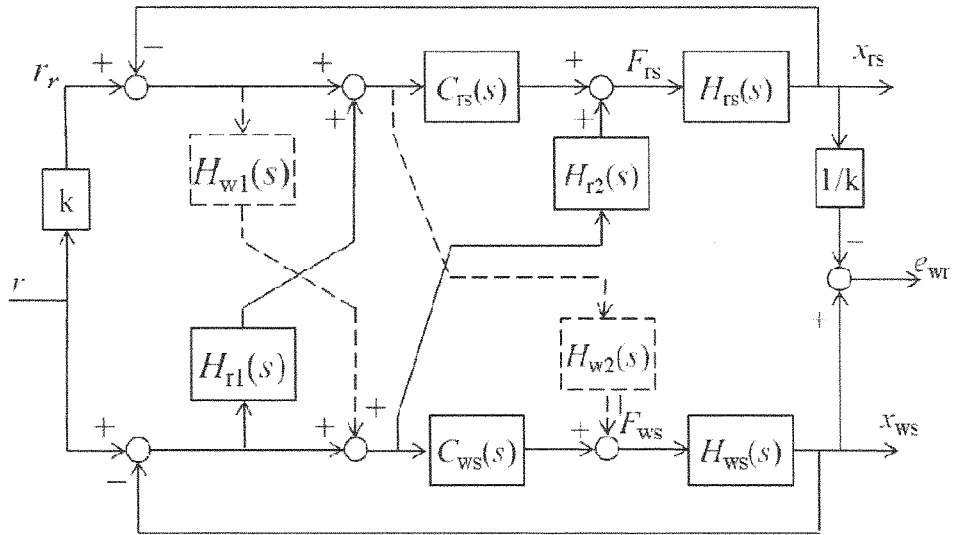 −
r_r + + C_rs(s) + F_rs H_rs(s) x_rs
+ +
H_w1(s) H_r2(s) 1/k
k
−
r e_wr
+
H_r1(s) H_w2(s)
+
+ + C_ws(s) + F_ws H_ws(s) x_ws
−